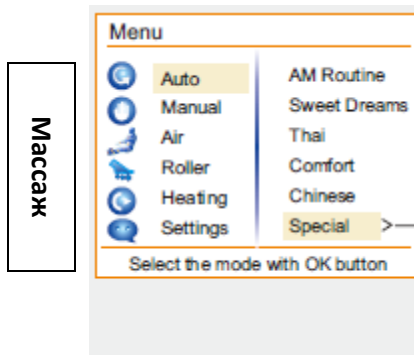 Массаж
Menu
Auto
Manual
Air
Roller
Heating
Settings
AM Routine
Sweet Dreams
Thai
Comfort
Chinese
Special >
Select the mode with OK button